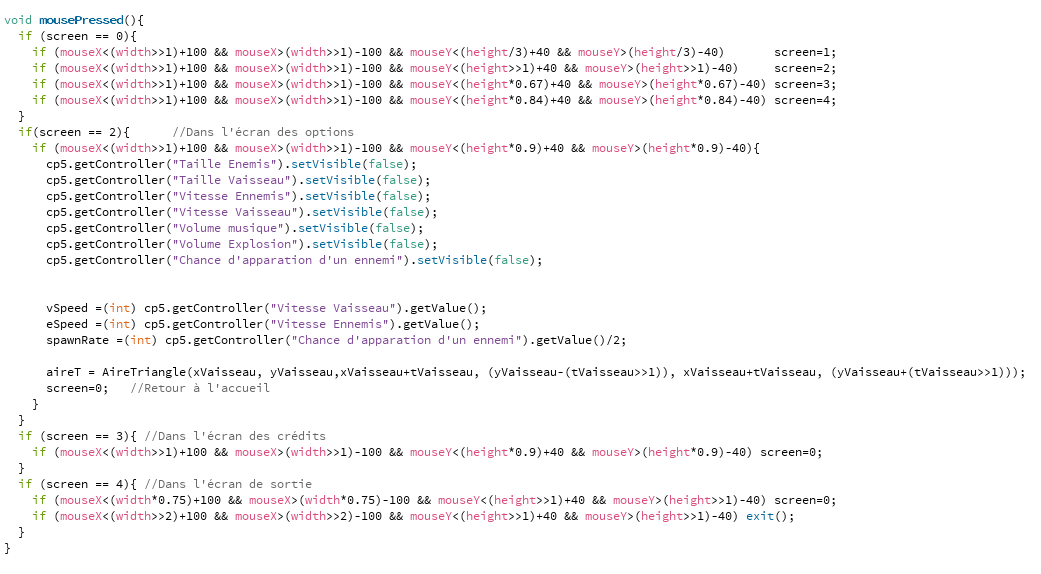 void mousePressed(){
  if (screen == 0){
    if (mouseX<(width>>1)+100 && mouseX>(width>>1)-100 && mouseY<(height/3)+40 && mouseY>(height/3)-40)       screen=1;
    if (mouseX<(width>>1)+100 && mouseX>(width>>1)-100 && mouseY<(height>>1)+40 && mouseY>(height>>1)-40)     screen=2;
    if (mouseX<(width>>1)+100 && mouseX>(width>>1)-100 && mouseY<(height*0.67)+40 && mouseY>(height*0.67)-40) screen=3;
    if (mouseX<(width>>1)+100 && mouseX>(width>>1)-100 && mouseY<(height*0.84)+40 && mouseY>(height*0.84)-40) screen=4;
  }
  if(screen == 2){      //Dans l'écran des options
    if (mouseX<(width>>1)+100 && mouseX>(width>>1)-100 && mouseY<(height*0.9)+40 && mouseY>(height*0.9)-40){
      cp5.getController("Taille Enemis").setVisible(false);
      cp5.getController("Taille Vaisseau").setVisible(false);
      cp5.getController("Vitesse Ennemis").setVisible(false);
      cp5.getController("Vitesse Vaisseau").setVisible(false);
      cp5.getController("Volume musique").setVisible(false);
      cp5.getController("Volume Explosion").setVisible(false);
      cp5.getController("Chance d'apparation d'un ennemi").setVisible(false);
      vSpeed =(int) cp5.getController("Vitesse Vaisseau").getValue();
      eSpeed =(int) cp5.getController("Vitesse Ennemis").getValue();
      spawnRate =(int) cp5.getController("Chance d'apparation d'un ennemi").getValue()/2;
      aireT = AireTriangle(xVaisseau, yVaisseau,xVaisseau+tVaisseau, (yVaisseau-(tVaisseau>>1)), xVaisseau+tVaisseau, (yVaisseau+(tVaisseau>>1)));
      screen=0;   //Retour à l'accueil
    }
  }
  if (screen == 3){ //Dans l'écran des crédits
    if (mouseX<(width>>1)+100 && mouseX>(width>>1)-100 && mouseY<(height*0.9)+40 && mouseY>(height*0.9)-40) screen=0;
  }
  if (screen == 4){ //Dans l'écran de sortie
    if (mouseX<(width*0.75)+100 && mouseX>(width*0.75)-100 && mouseY<(height>>1)+40 && mouseY>(height>>1)-40) screen=0;
    if (mouseX<(width>>2)+100 && mouseX>(width>>2)-100 && mouseY<(height>>1)+40 && mouseY>(height>>1)-40) exit();
  }
}